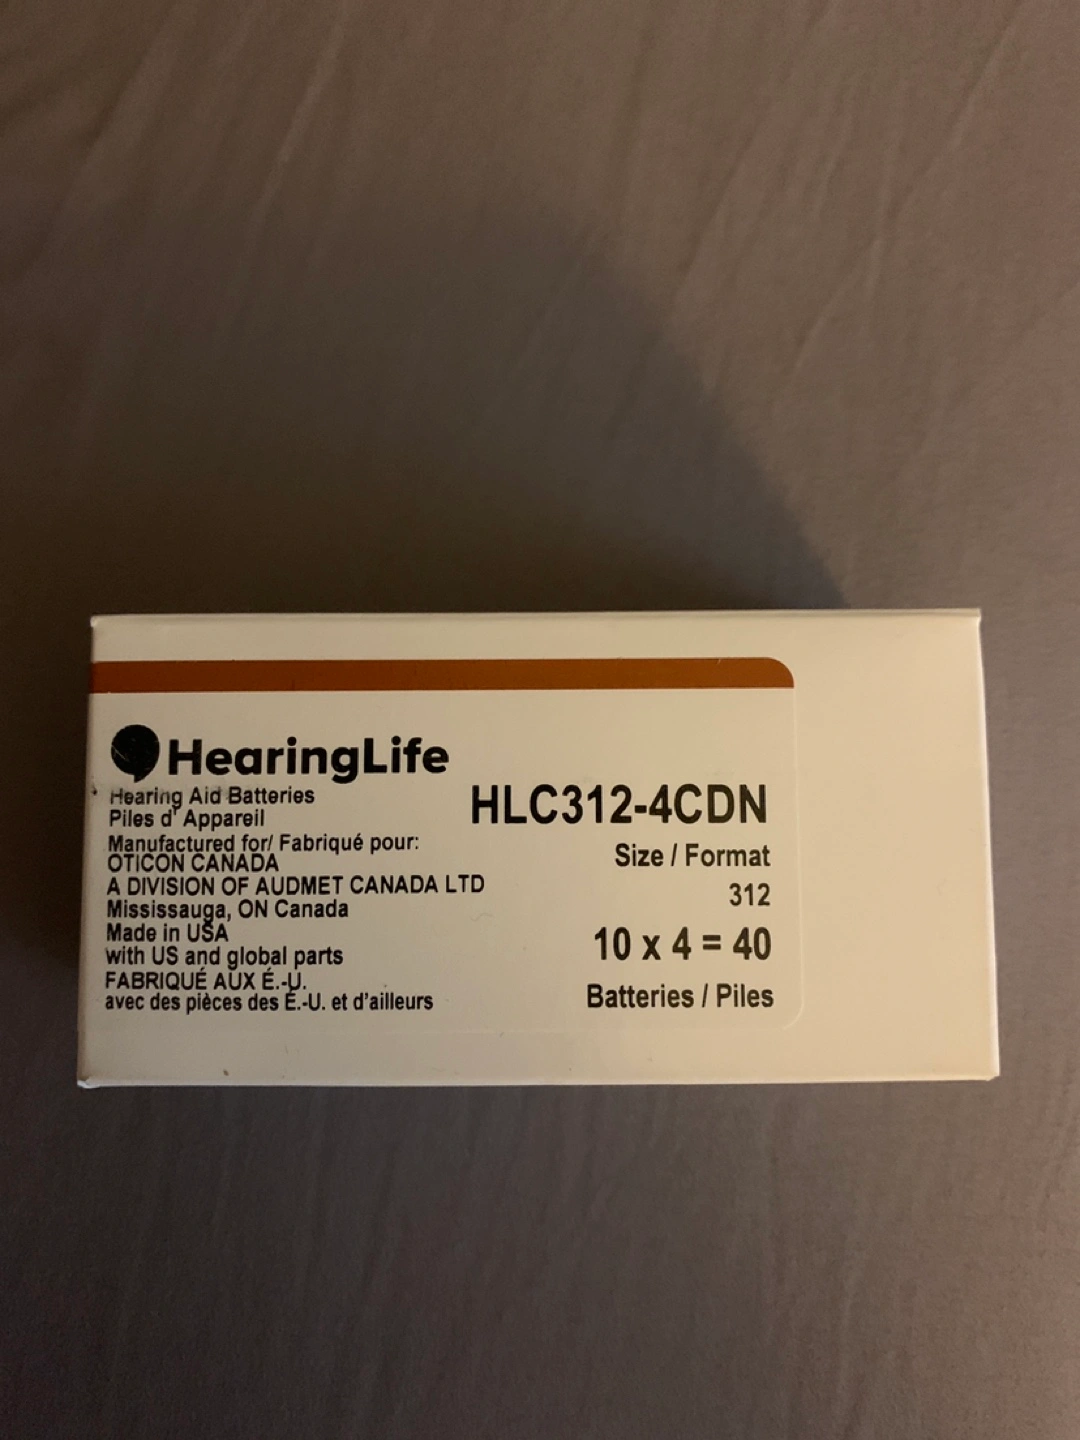 HearingLife
Hearing Aid Batteries
Piles d' Appareil
Manufactured for/ Fabriqué pour:
OTICON CANADA
A DIVISION OF AUDMET CANADA LTD
Mississauga, ON Canada
Made in USA
with US and global parts
FABRIQUÉ AUX É.-U.
avec des pièces des É.-U. et d'ailleurs
HLC312-4CDN
Size / Format
312
10 x 4 = 40
Batteries / Piles